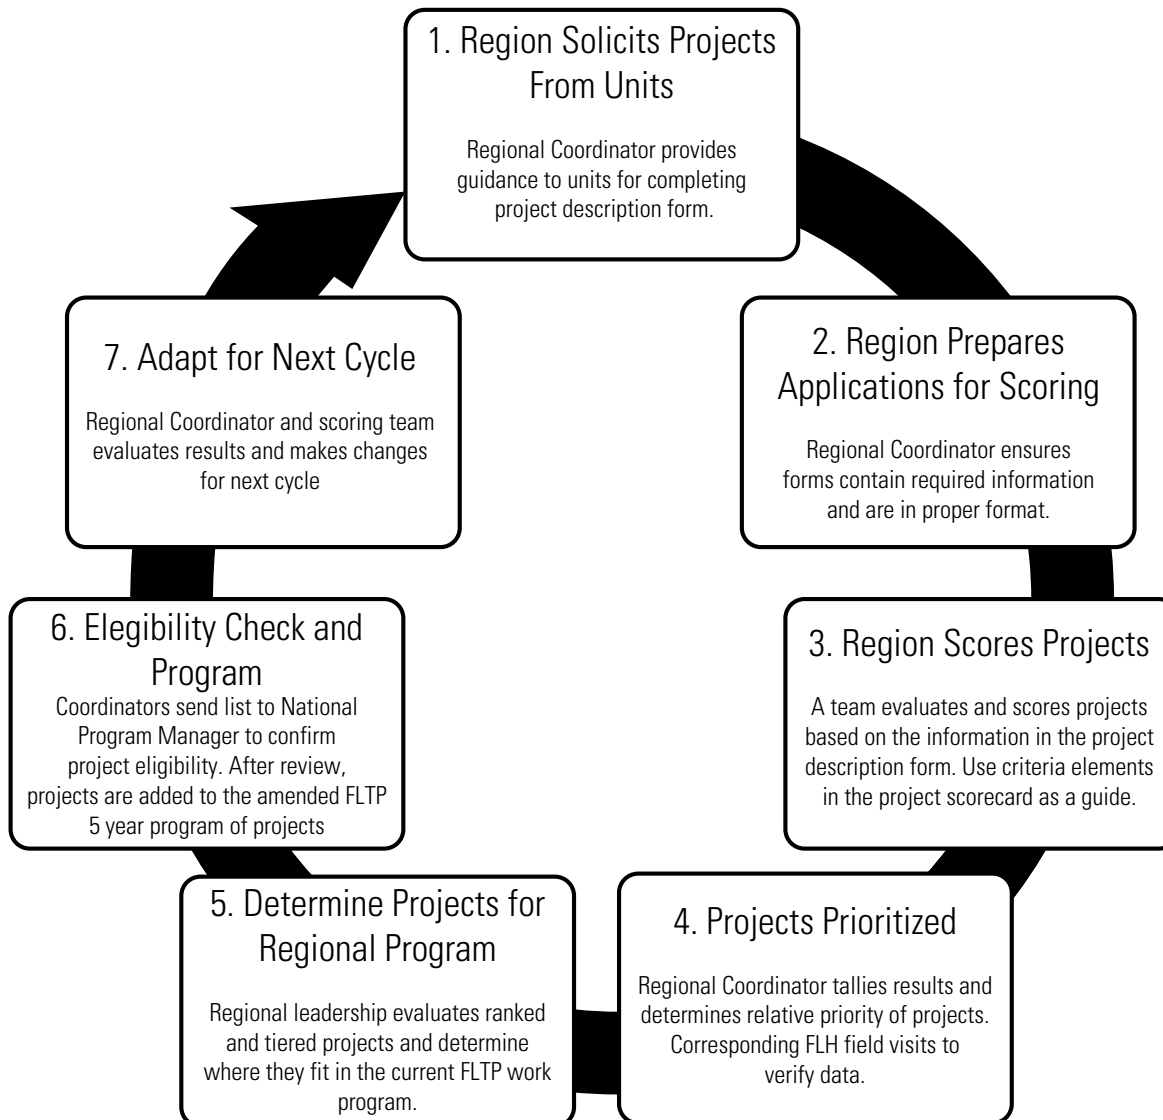 1. Region Solicits Projects
From Units
Regional Coordinator provides
guidance to units for completing
project description form.
2. Region Prepares
Applications for Scoring
Regional Coordinator ensures
forms contain required information
and are in proper format.
3. Region Scores Projects
A team evaluates and scores projects
based on the information in the project
description form. Use criteria elements
in the project scorecard as a guide.
4. Projects Prioritized
Regional Coordinator tallies results and
determines relative priority of projects.
Corresponding FLH field visits to
verify data.
5. Determine Projects for
Regional Program
Regional leadership evaluates ranked
and tiered projects and determine
where they fit in the current FLTP work
program.
6. Elegibility Check and
Program
Coordinators send list to National
Program Manager to confirm
project eligibility. After review,
projects are added to the amended FLTP
5 year program of projects
7. Adapt for Next Cycle
Regional Coordinator and scoring team
evaluates results and makes changes
for next cycle